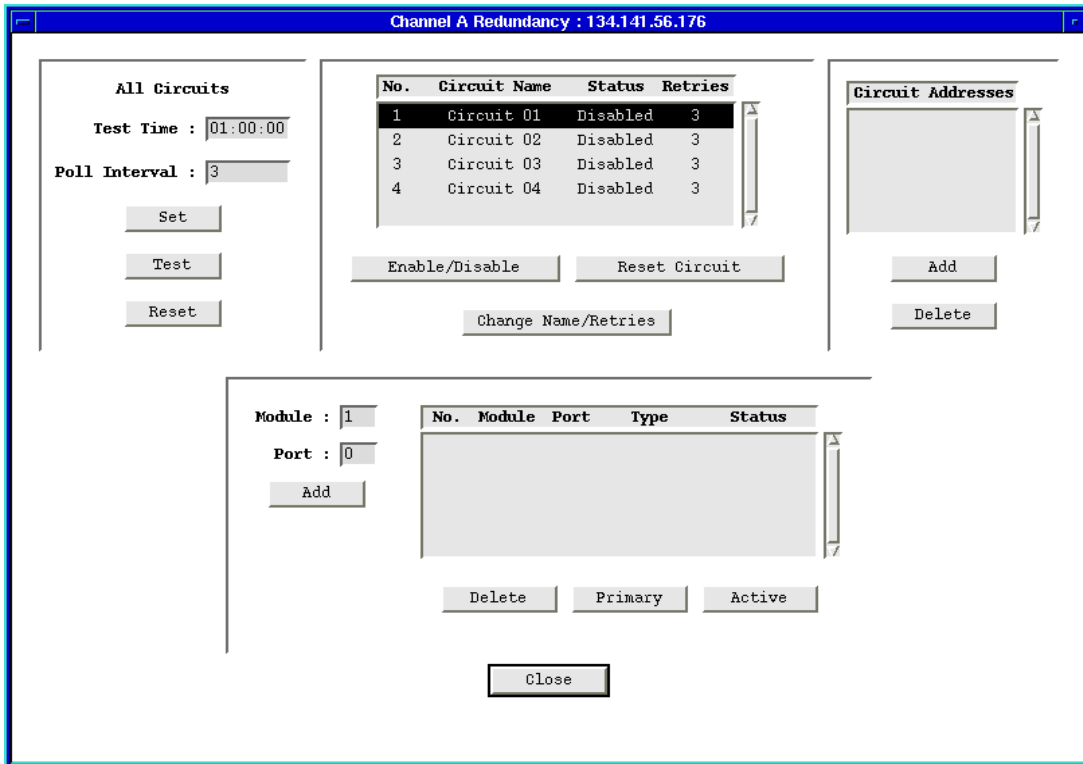 Channel A Redundancy : 134.141.56.176
All Circuits
Test Time : 01:00:00
Poll Interval : 3
Set
Test
Reset
No. Circuit Name Status Retries
1 Circuit 01 Disabled 3
2 Circuit 02 Disabled 3
3 Circuit 03 Disabled 3
4 Circuit 04 Disabled 3
Enable/Disable Reset Circuit
Change Name/Retries
Circuit Addresses
Add
Delete
Module : 1
Port : 0
Add
No. Module Port Type Status
Delete Primary Active
Close